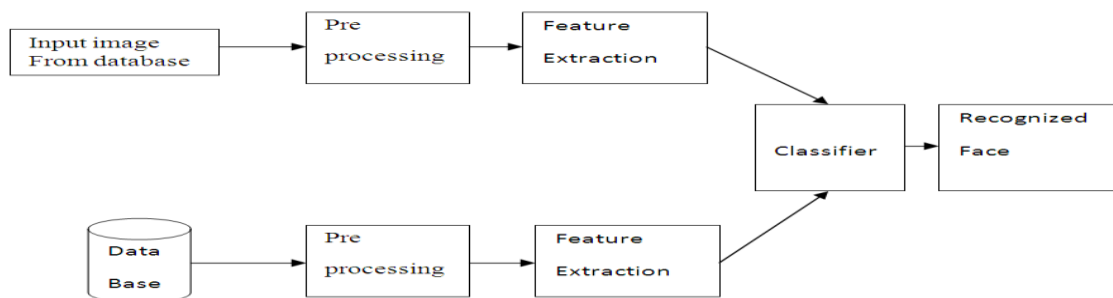 Input image
From database
Pre
processing
Feature
Extraction
Classifier
Recognized
Face
Data
Base
Pre
processing
Feature
Extraction